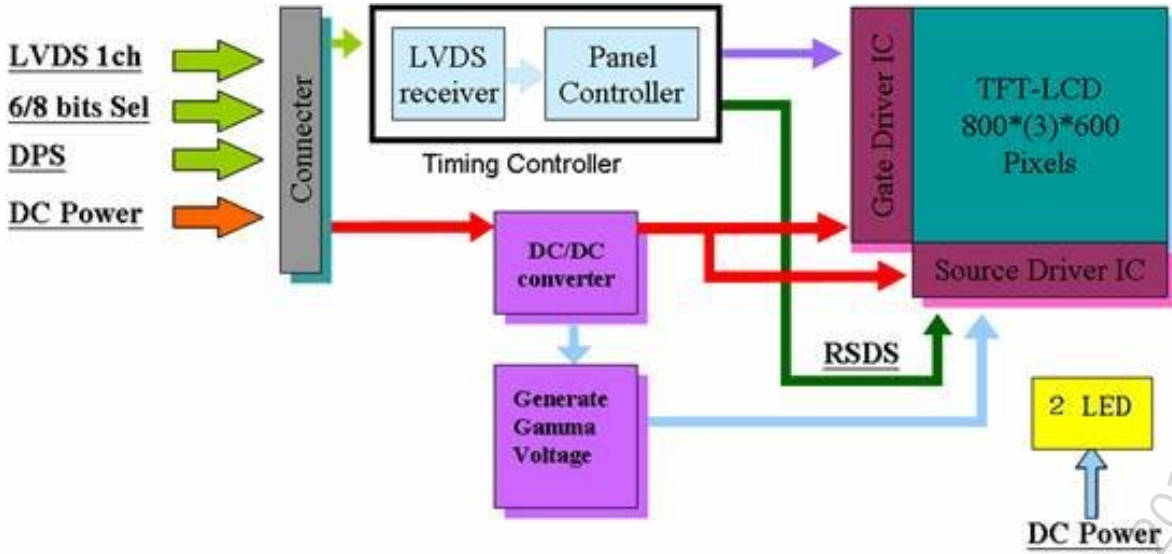 LVDS 1ch
6/8 bits Sel
DPS
DC Power
Connecter
LVDS
receiver
Panel
Controller
Timing Controller
Gate Driver IC
TFT-LCD
800*(3)*600
Pixels
Source Driver IC
DC/DC
converter
RSDS
Generate
Gamma
Voltage
2 LED
DC Power